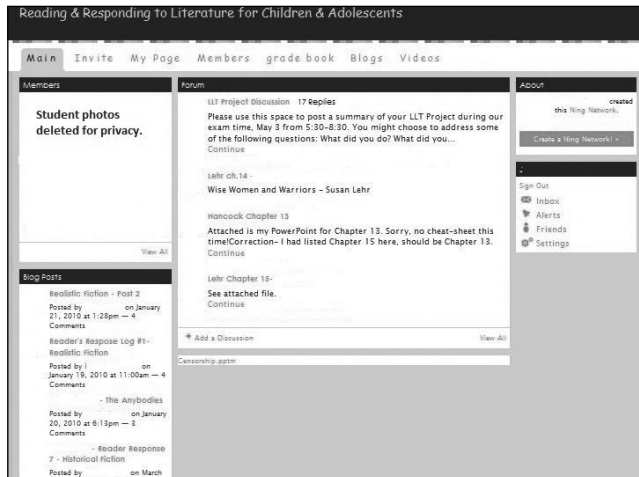 Reading & Responding to Literature for Children & Adolescents
Main Invite My Page Members grade book Blogs Videos
Members
Student photos
deleted for privacy.
View All
Blog Posts
Realistic Fiction - Post 2
Posted by on January
21, 2010 at 1:28pm — 4
Comments
Reader's Respose Log #1-
Realistic Fiction
Posted by l on
January 19, 2010 at 11:00am — 4
Comments
- The Anybodies
Posted by on January
20, 2010 at 6:13pm — 3
Comments
- Reader Response
7 - Historical Fiction
Posted by on March
Forum
LLT Project Discussion 17 Replies
Please use this space to post a summary of your LLT Project during our
exam time, May 3 from 5:30-8:30. You might choose to address some
of the following questions: What did you do? What did you...
Continue
Lehr ch.14 -
Wise Women and Warriors - Susan Lehr
Hancock Chapter 13
Attached is my PowerPoint for Chapter 13. Sorry, no cheat-sheet this
time!Correction- I had listed Chapter 15 here, should be Chapter 13.
Continue
Lehr Chapter 15-
See attached file.
Continue
+ Add a Discussion View All
Censorship.pptm
About
created
this Ning Network.
Create a Ning Network! »
:
Sign Out
Inbox
Alerts
Friends
Settings